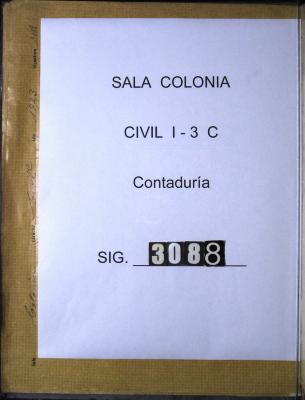 SALA COLONIA
CIVIL I - 3 C
Contaduría
SIG. 3088